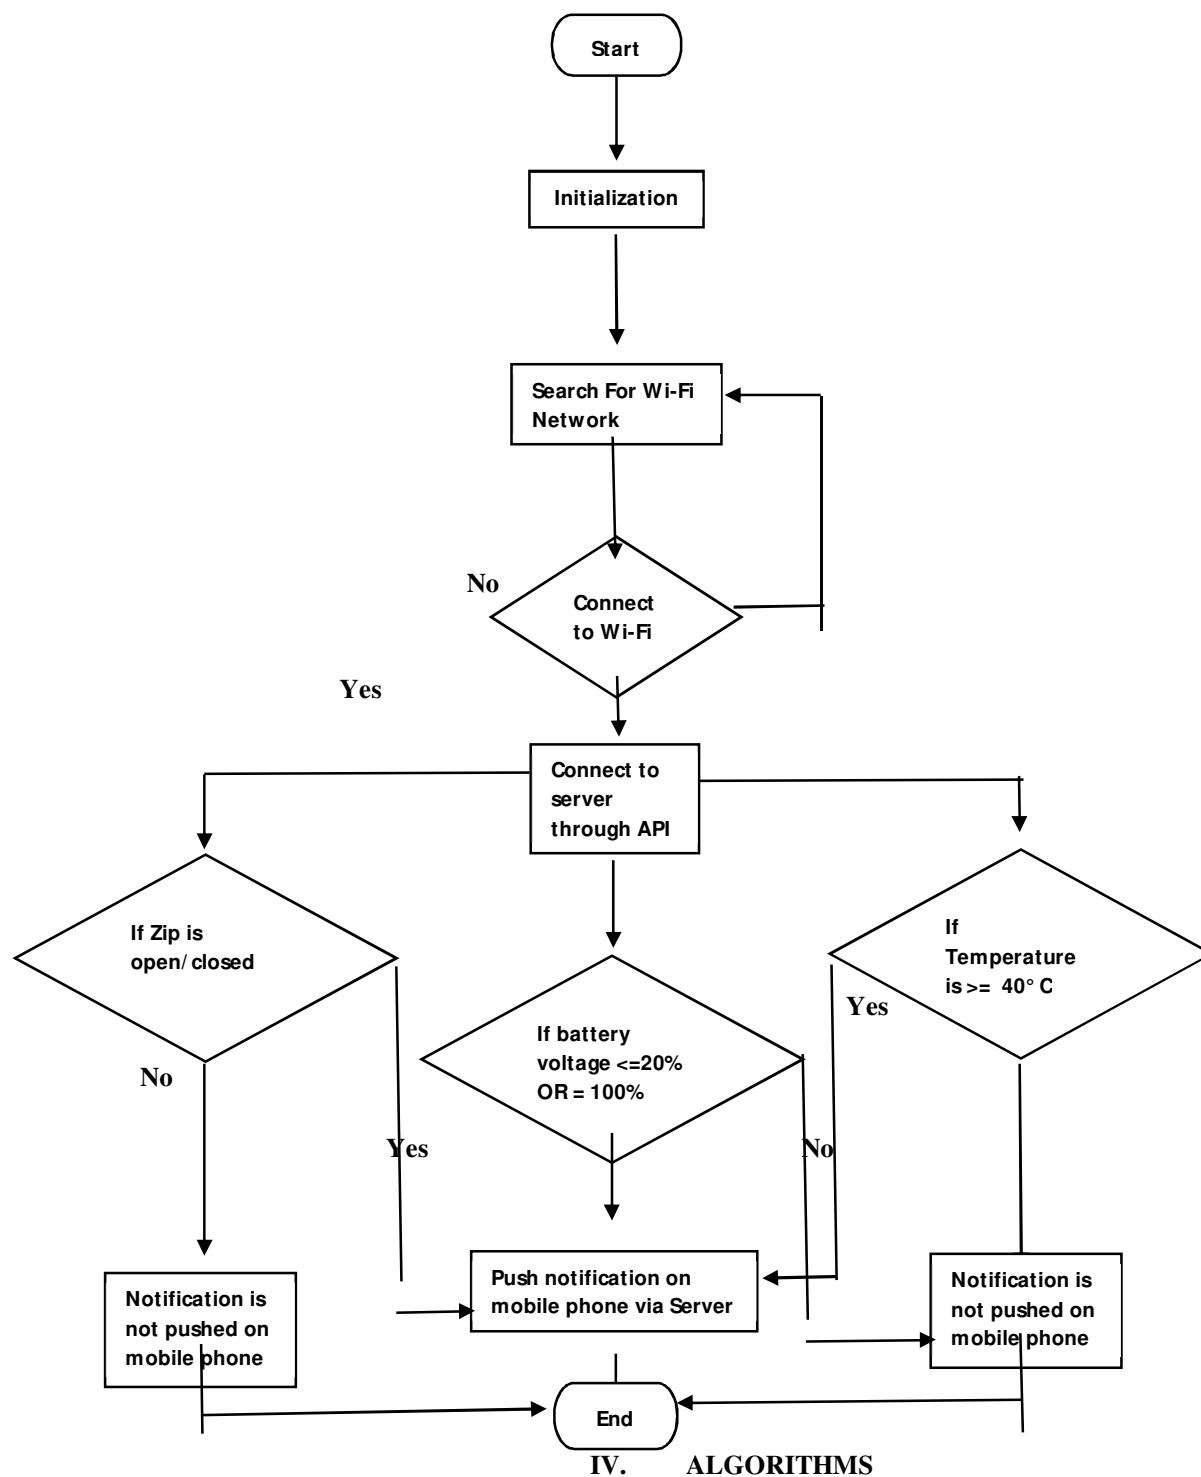 Start
Initialization
Search For Wi-Fi
Network
No
Connect
to Wi-Fi
Yes
Connect to
server
through API
If Zip is
open/closed
If
Temperature
is >= 40° C
Yes
If battery
voltage <=20%
OR = 100%
No
Yes
No
Push notification on
mobile phone via Server
Notification is
not pushed on
mobile phone
Notification is
not pushed on
mobile phone
End
IV. ALGORITHMS